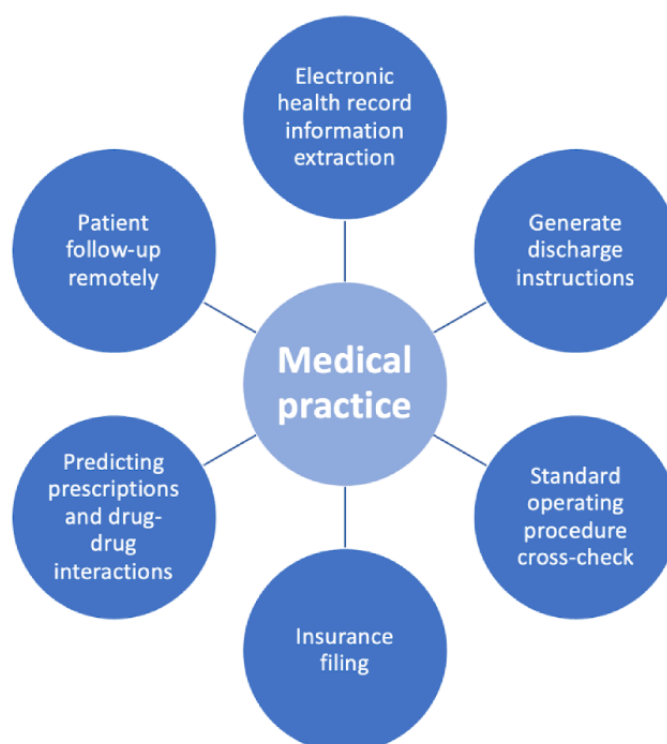 Electronic
health record
information
extraction
Patient
follow-up
remotely
Generate
discharge
instructions
Medical
practice
Predicting
prescriptions
and drug-
drug
interactions
Standard
operating
procedure
cross-check
Insurance
filing